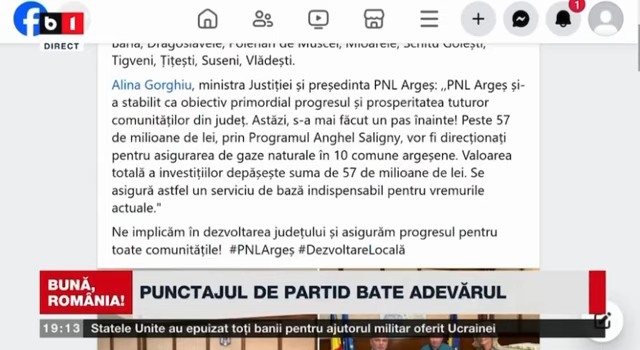 B1
DIRECT
1
Bana, Dragoslavele, Poienari de Muscel, Mioarele, Schitu Golești,
Tigveni, Țițești, Suseni, Vlădești.
Alina Gorghiu, ministra Justiției și președinta PNL Argeș: ,,PNL Argeș și-
a stabilit ca obiectiv primordial progresul și prosperitatea tuturor
comunităților din județ. Astăzi, s-a mai făcut un pas înainte! Peste 57
de milioane de lei, prin Programul Anghel Saligny, vor fi direcționați
pentru asigurarea de gaze naturale în 10 comune argeșene. Valoarea
totală a investițiilor depășește suma de 57 de milioane de lei. Se
asigură astfel un serviciu de bază indispensabil pentru vremurile
actuale."
Ne implicăm în dezvoltarea județului și asigurăm progresul pentru
toate comunitățile! #PNLArgeș #DezvoltareLocală
BUNĂ,
ROMÂNIA!
PUNCTAJUL DE PARTID BATE ADEVĂRUL
19:13 Statele Unite au epuizat toți banii pentru ajutorul militar oferit Ucrainei